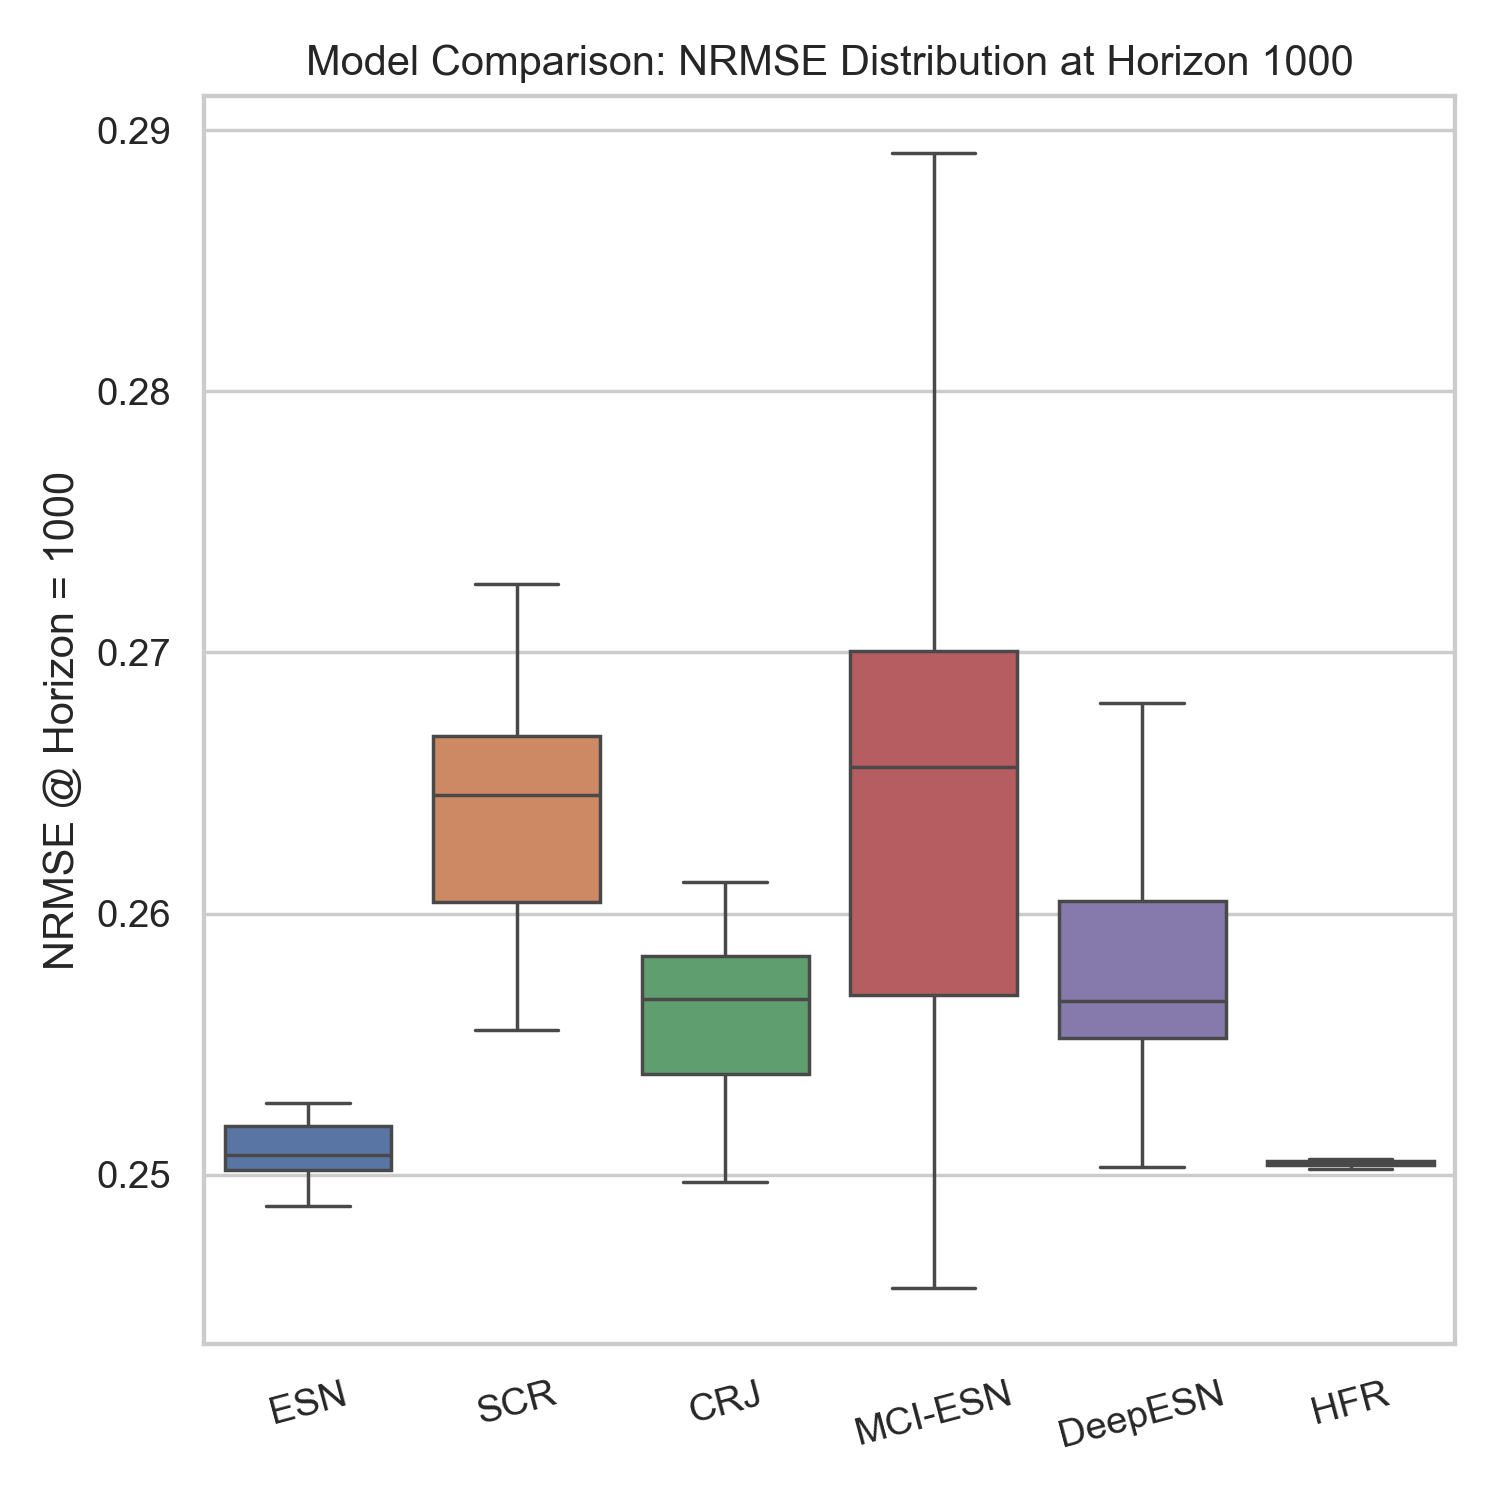 Model Comparison: NRMSE Distribution at Horizon 1000
NRMSE @ Horizon = 1000
0.29
0.28
0.27
0.26
0.25
ESN
SCR
CRJ
MCI-ESN
DeepESN
HFR